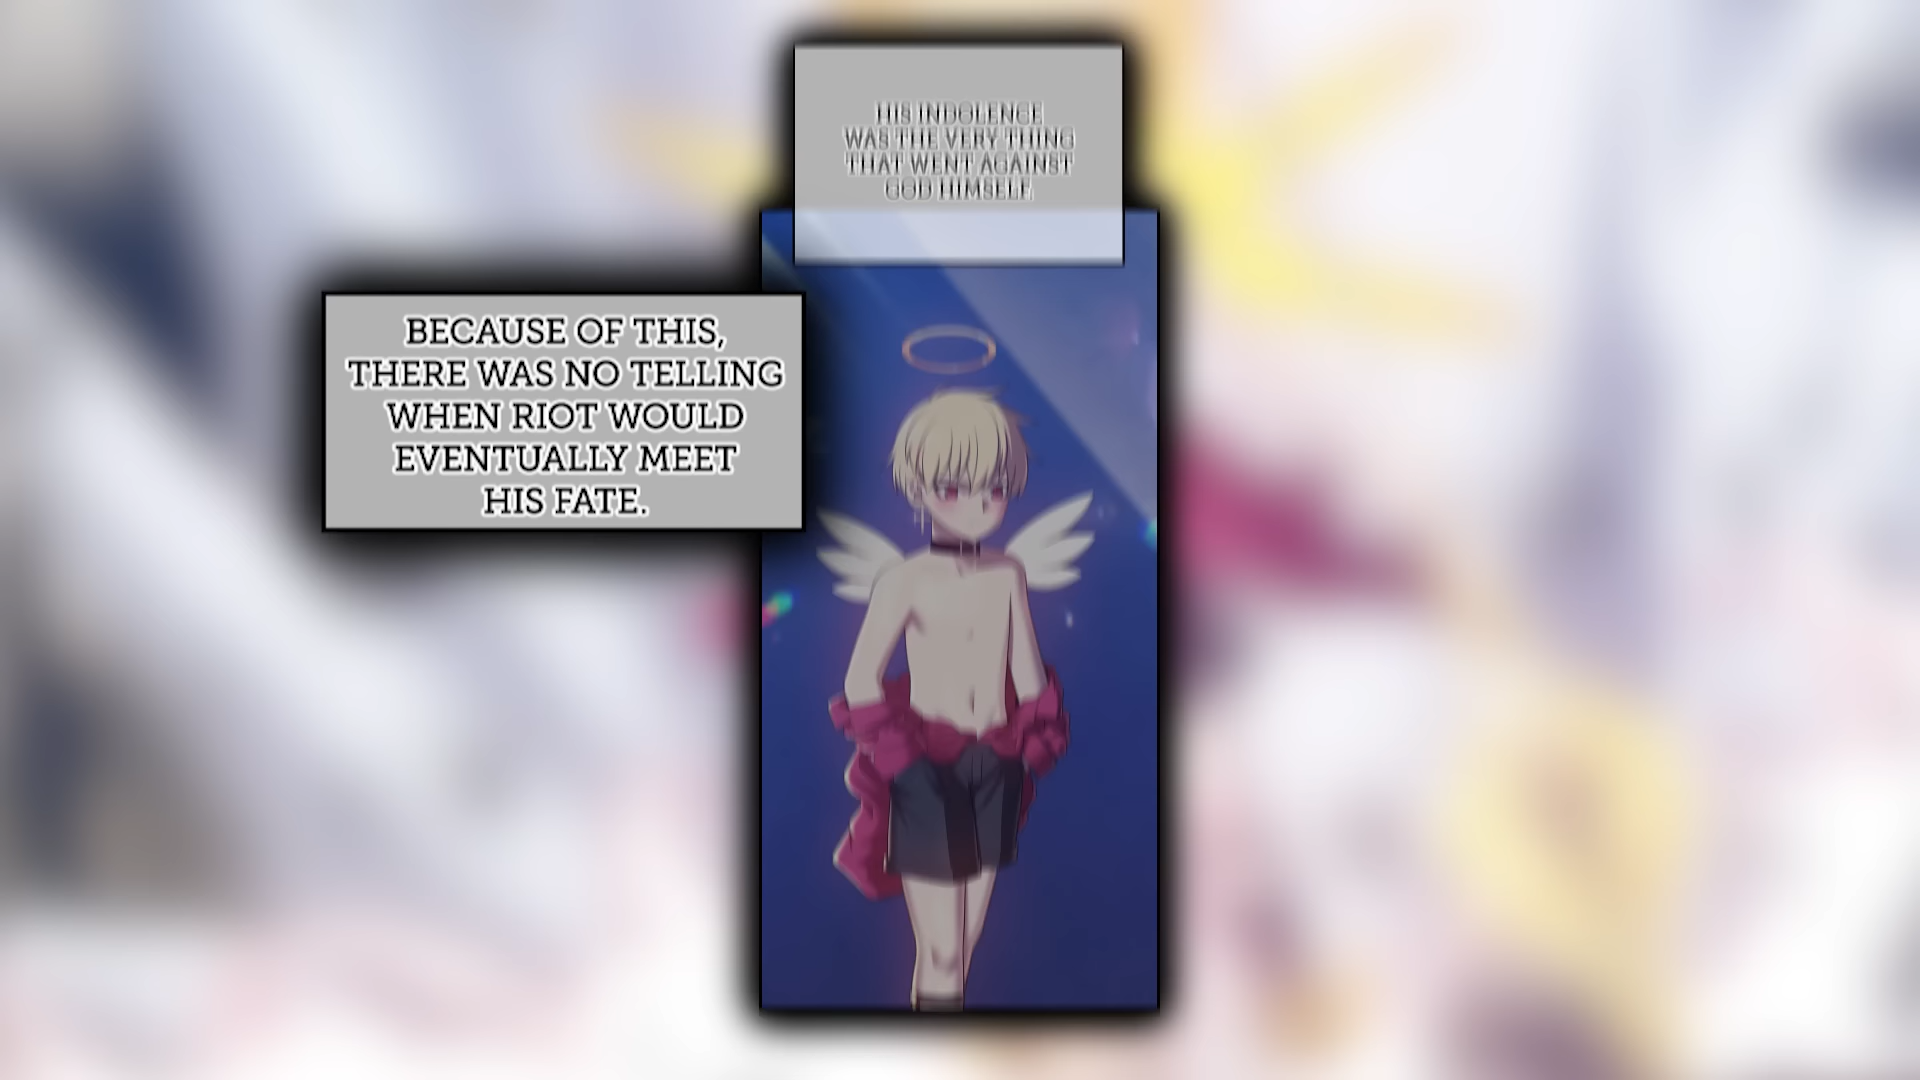 HIS INDOLENCE
WAS THE VERY THING
THAT WENT AGAINST
GOD HIMSELF.
BECAUSE OF THIS,
THERE WAS NO TELLING
WHEN RIOT WOULD
EVENTUALLY MEET
HIS FATE.